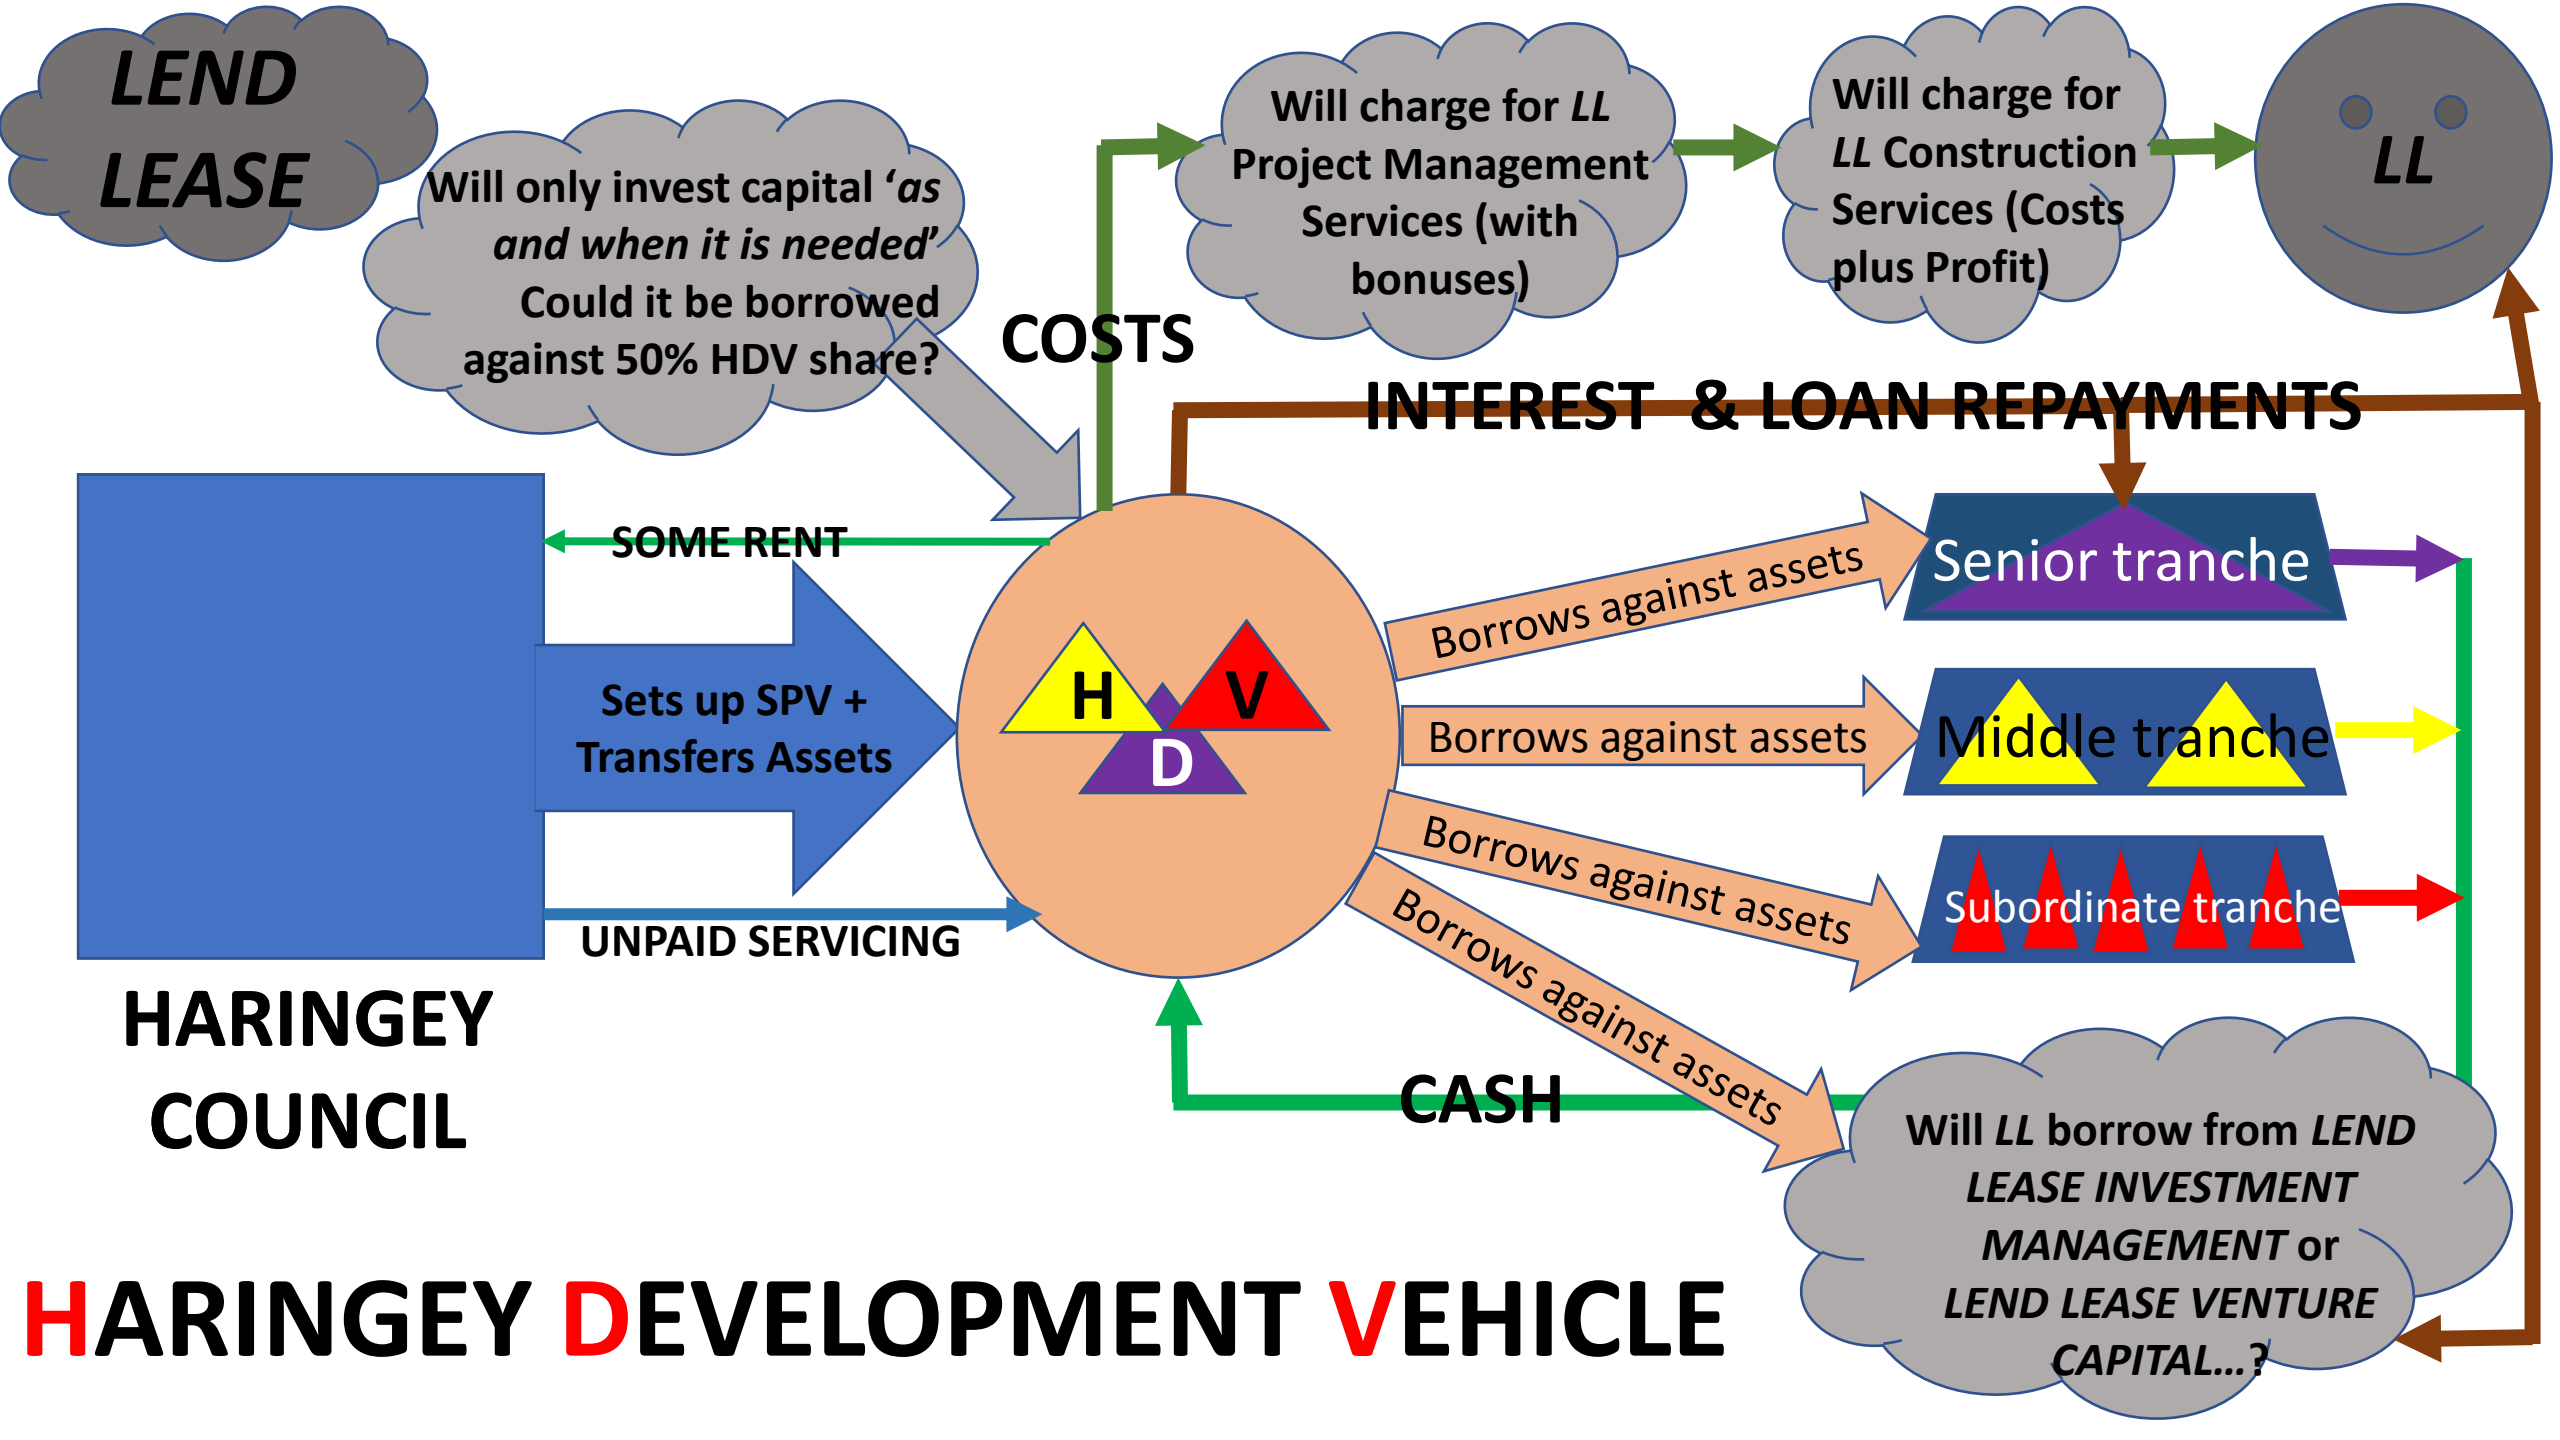 LEND
LEASE
Will only invest capital ‘as
and when it is needed’
Could it be borrowed
against 50% HDV share?
COSTS
Will charge for LL
Project Management
Services (with
bonuses)
Will charge for
LL Construction
Services (Costs
plus Profit)
LL
INTEREST & LOAN REPAYMENTS
SOME RENT
Sets up SPV +
Transfers Assets
UNPAID SERVICING
HARINGEY
COUNCIL
H
V
D
Borrows against assets
Senior tranche
Borrows against assets
Middle tranche
Borrows against assets
Subordinate tranche
Borrows against assets
CASH
Will LL borrow from LEND
LEASE INVESTMENT
MANAGEMENT or
LEND LEASE VENTURE
CAPITAL...?
HARINGEY DEVELOPMENT VEHICLE